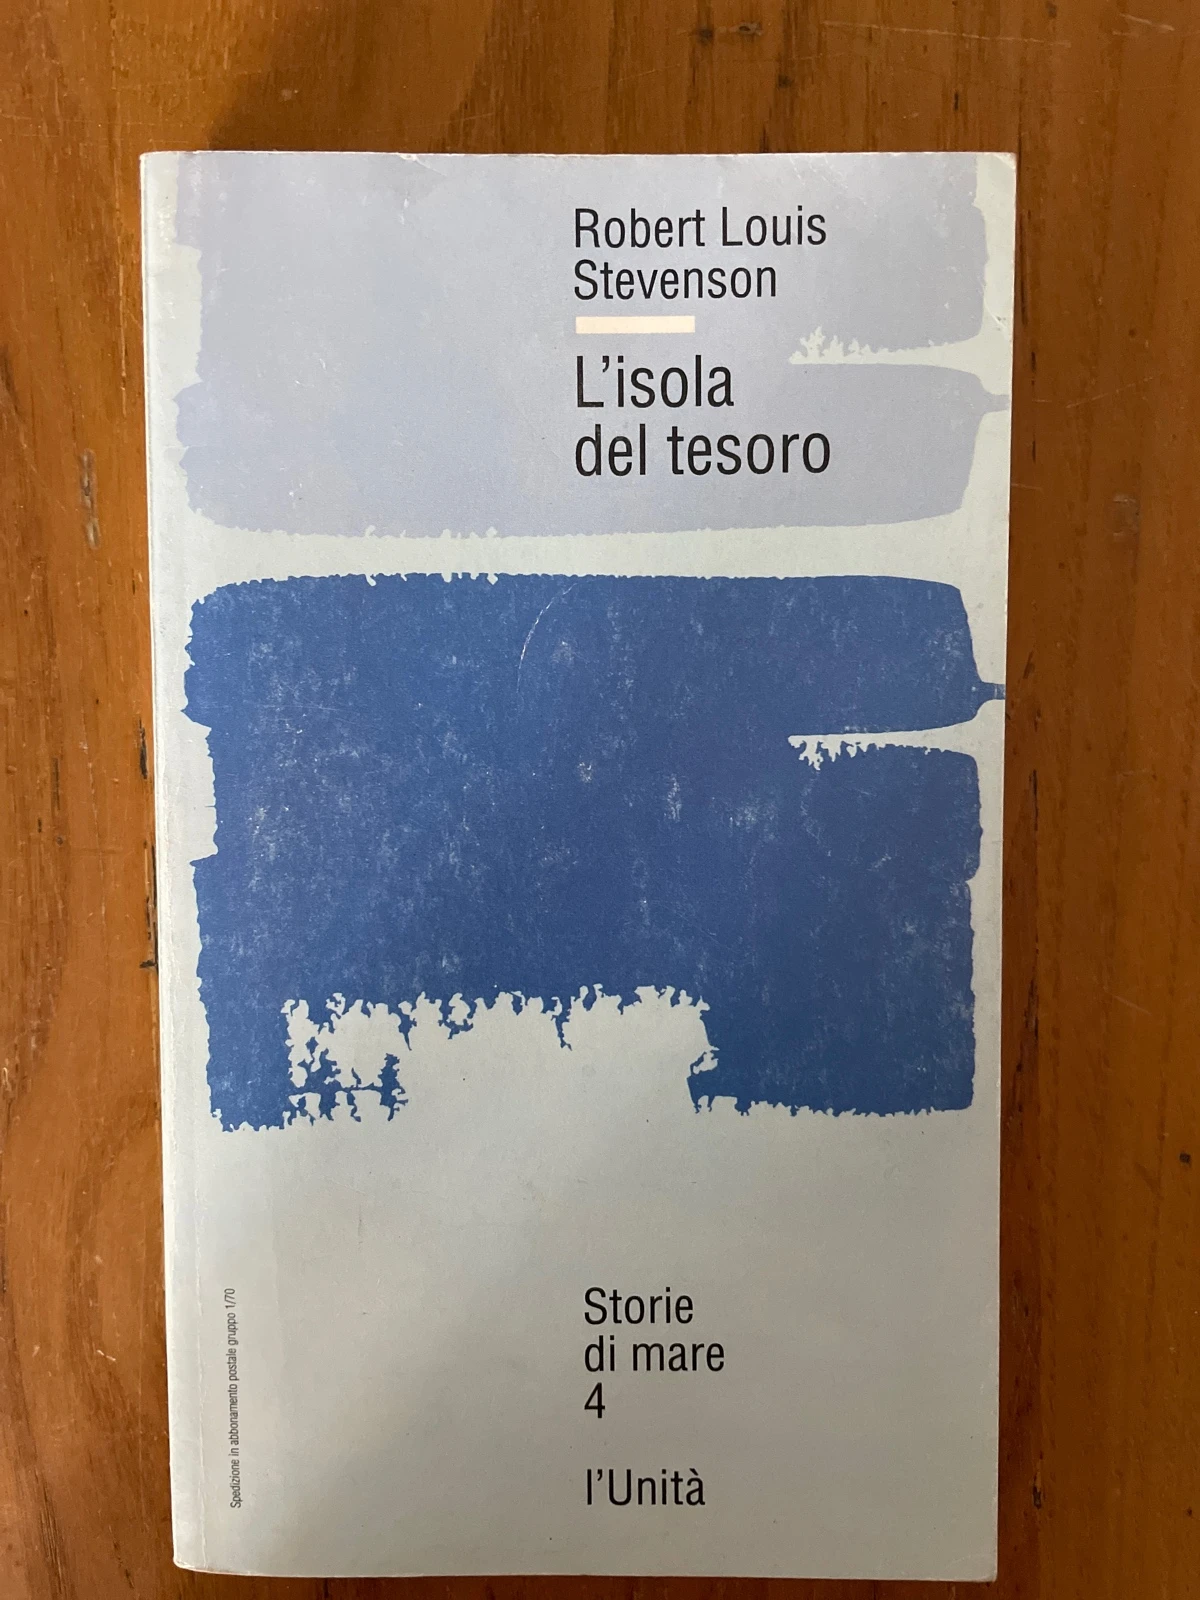 Robert Louis
Stevenson
L'isola
del tesoro
Storie
di mare
4
l'Unità
Spedizione in abbonamento postale gruppo 1/70